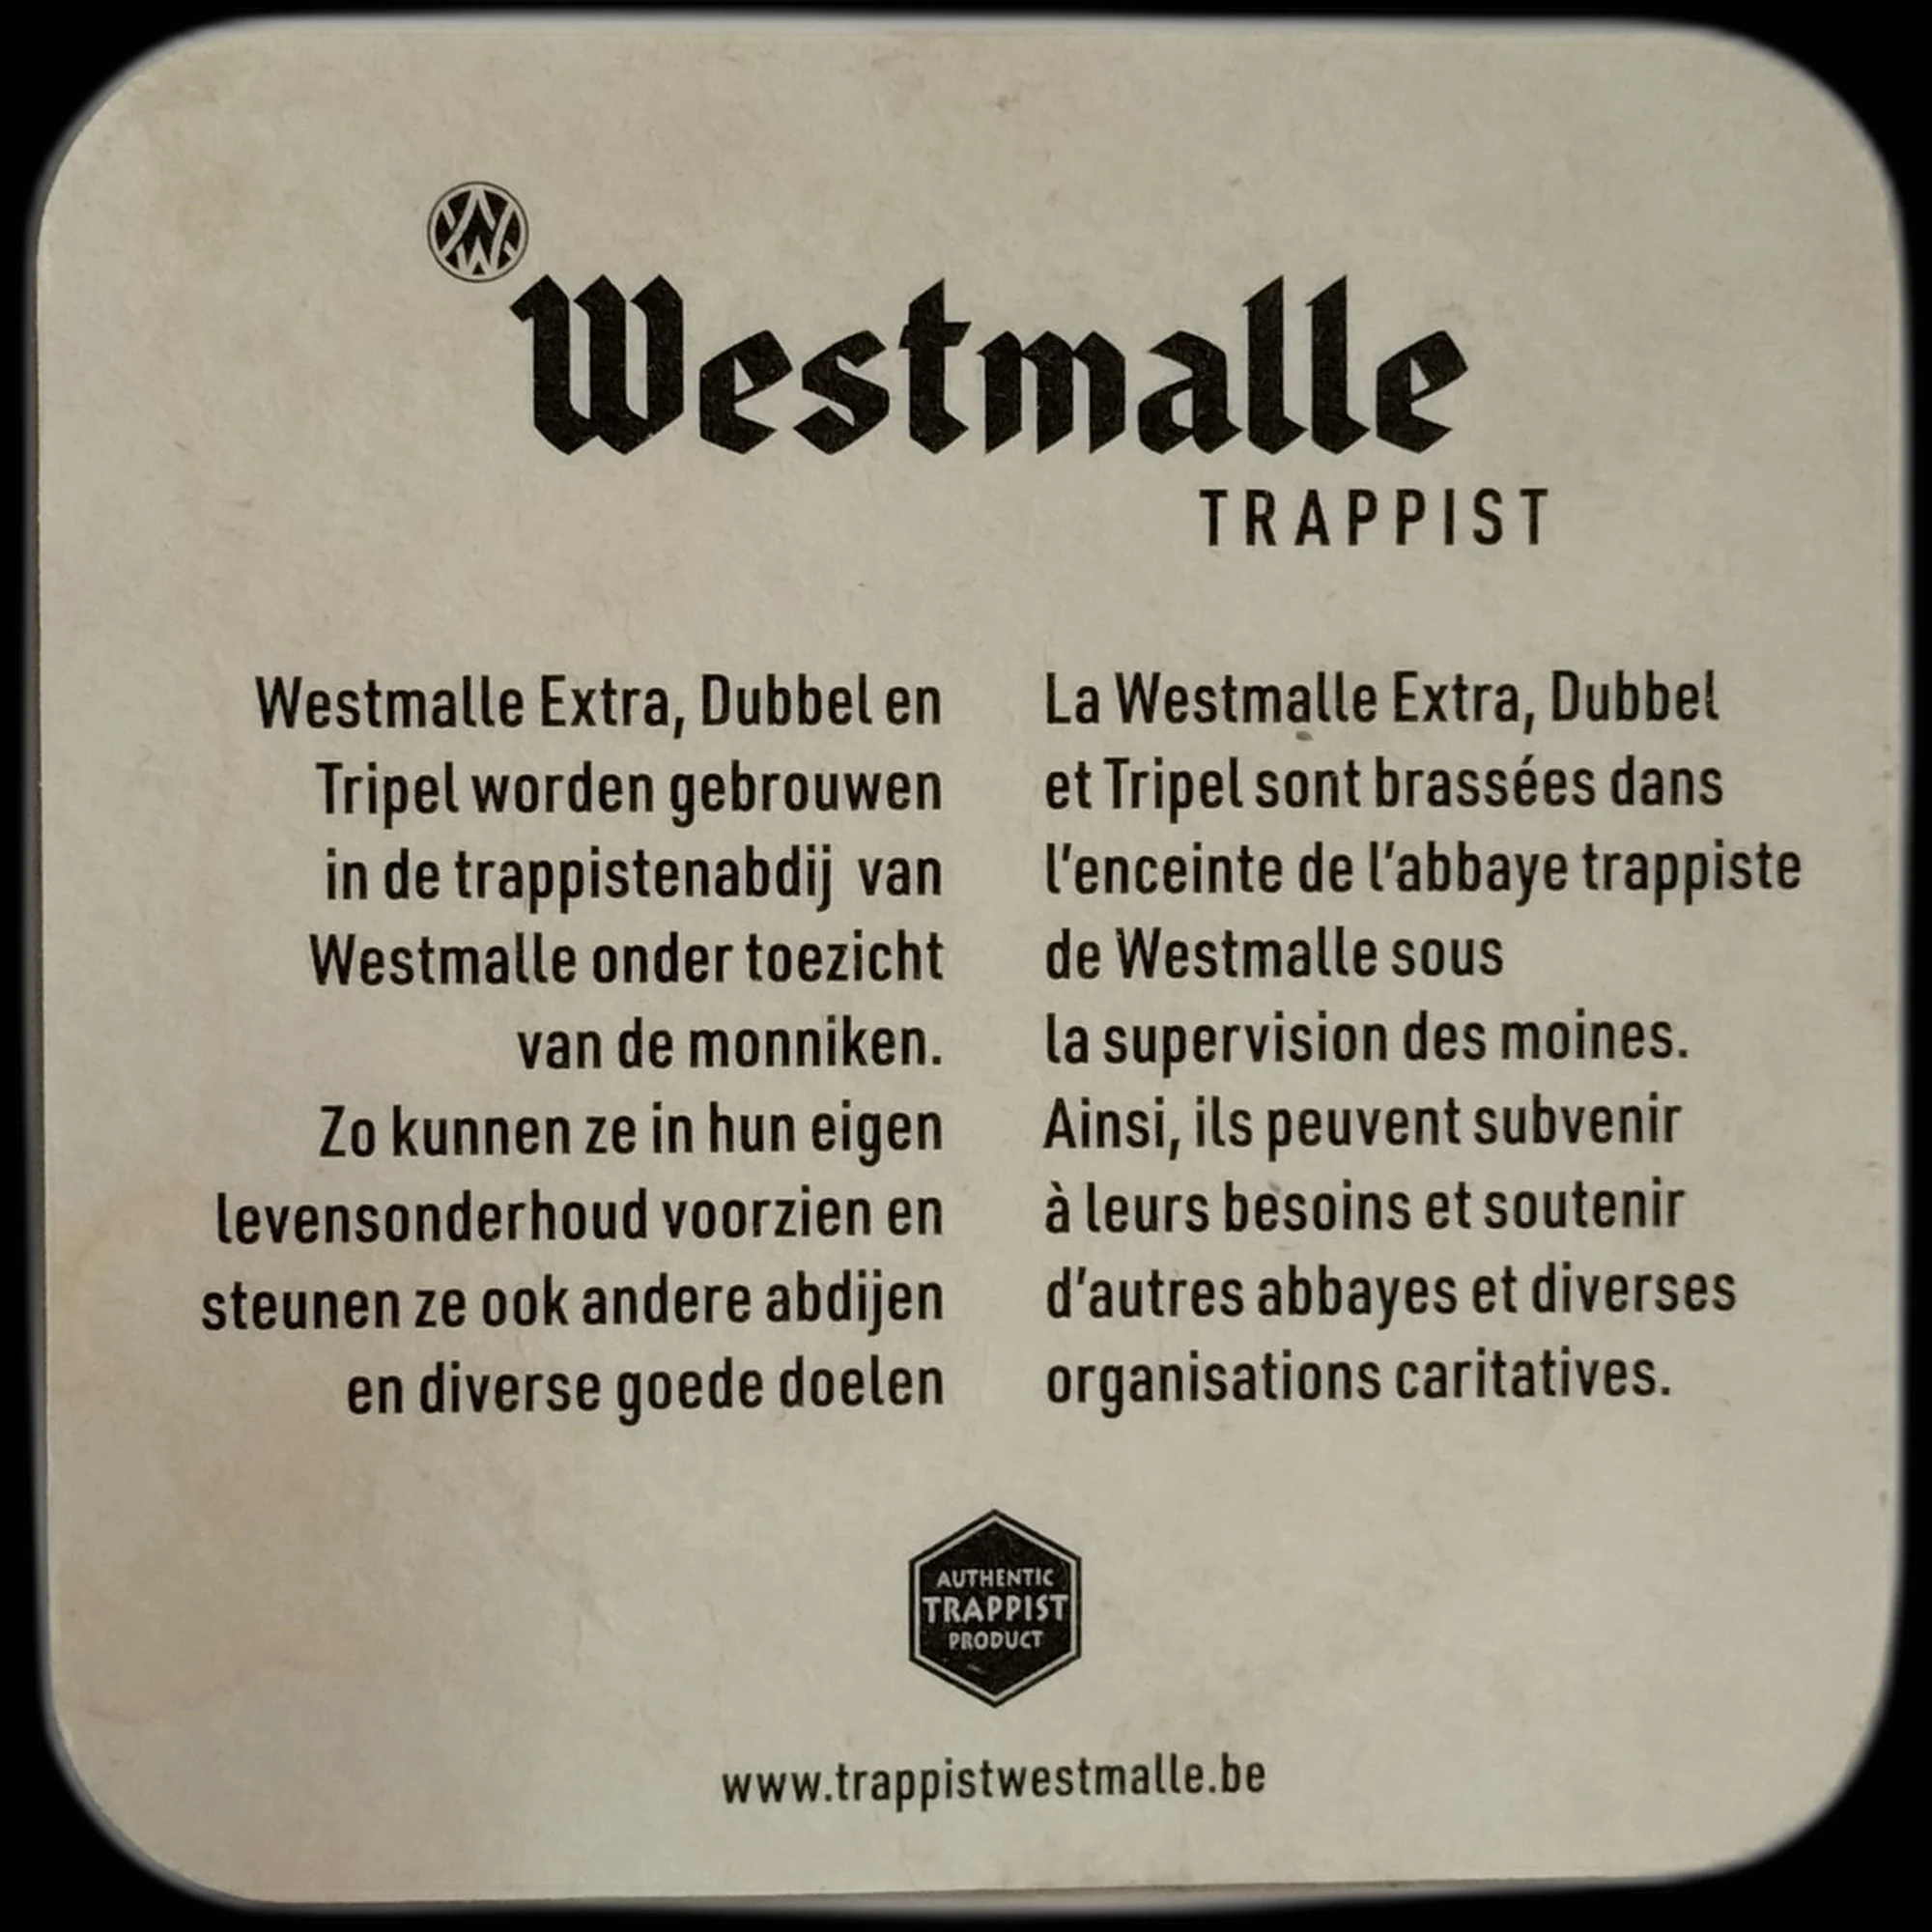 Westmalle
TRAPPIST
Westmalle Extra, Dubbel en
Tripel worden gebrouwen
in de trappistenabdij van
Westmalle onder toezicht
van de monniken.
Zo kunnen ze in hun eigen
levensonderhoud voorzien en
steunen ze ook andere abdijen
en diverse goede doelen
La Westmalle Extra, Dubbel
et Tripel sont brassées dans
l'enceinte de l'abbaye trappiste
de Westmalle sous
la supervision des moines.
Ainsi, ils peuvent subvenir
à leurs besoins et soutenir
d'autres abbayes et diverses
organisations caritatives.
AUTHENTIC
TRAPPIST
PRODUCT
www.trappistwestmalle.be